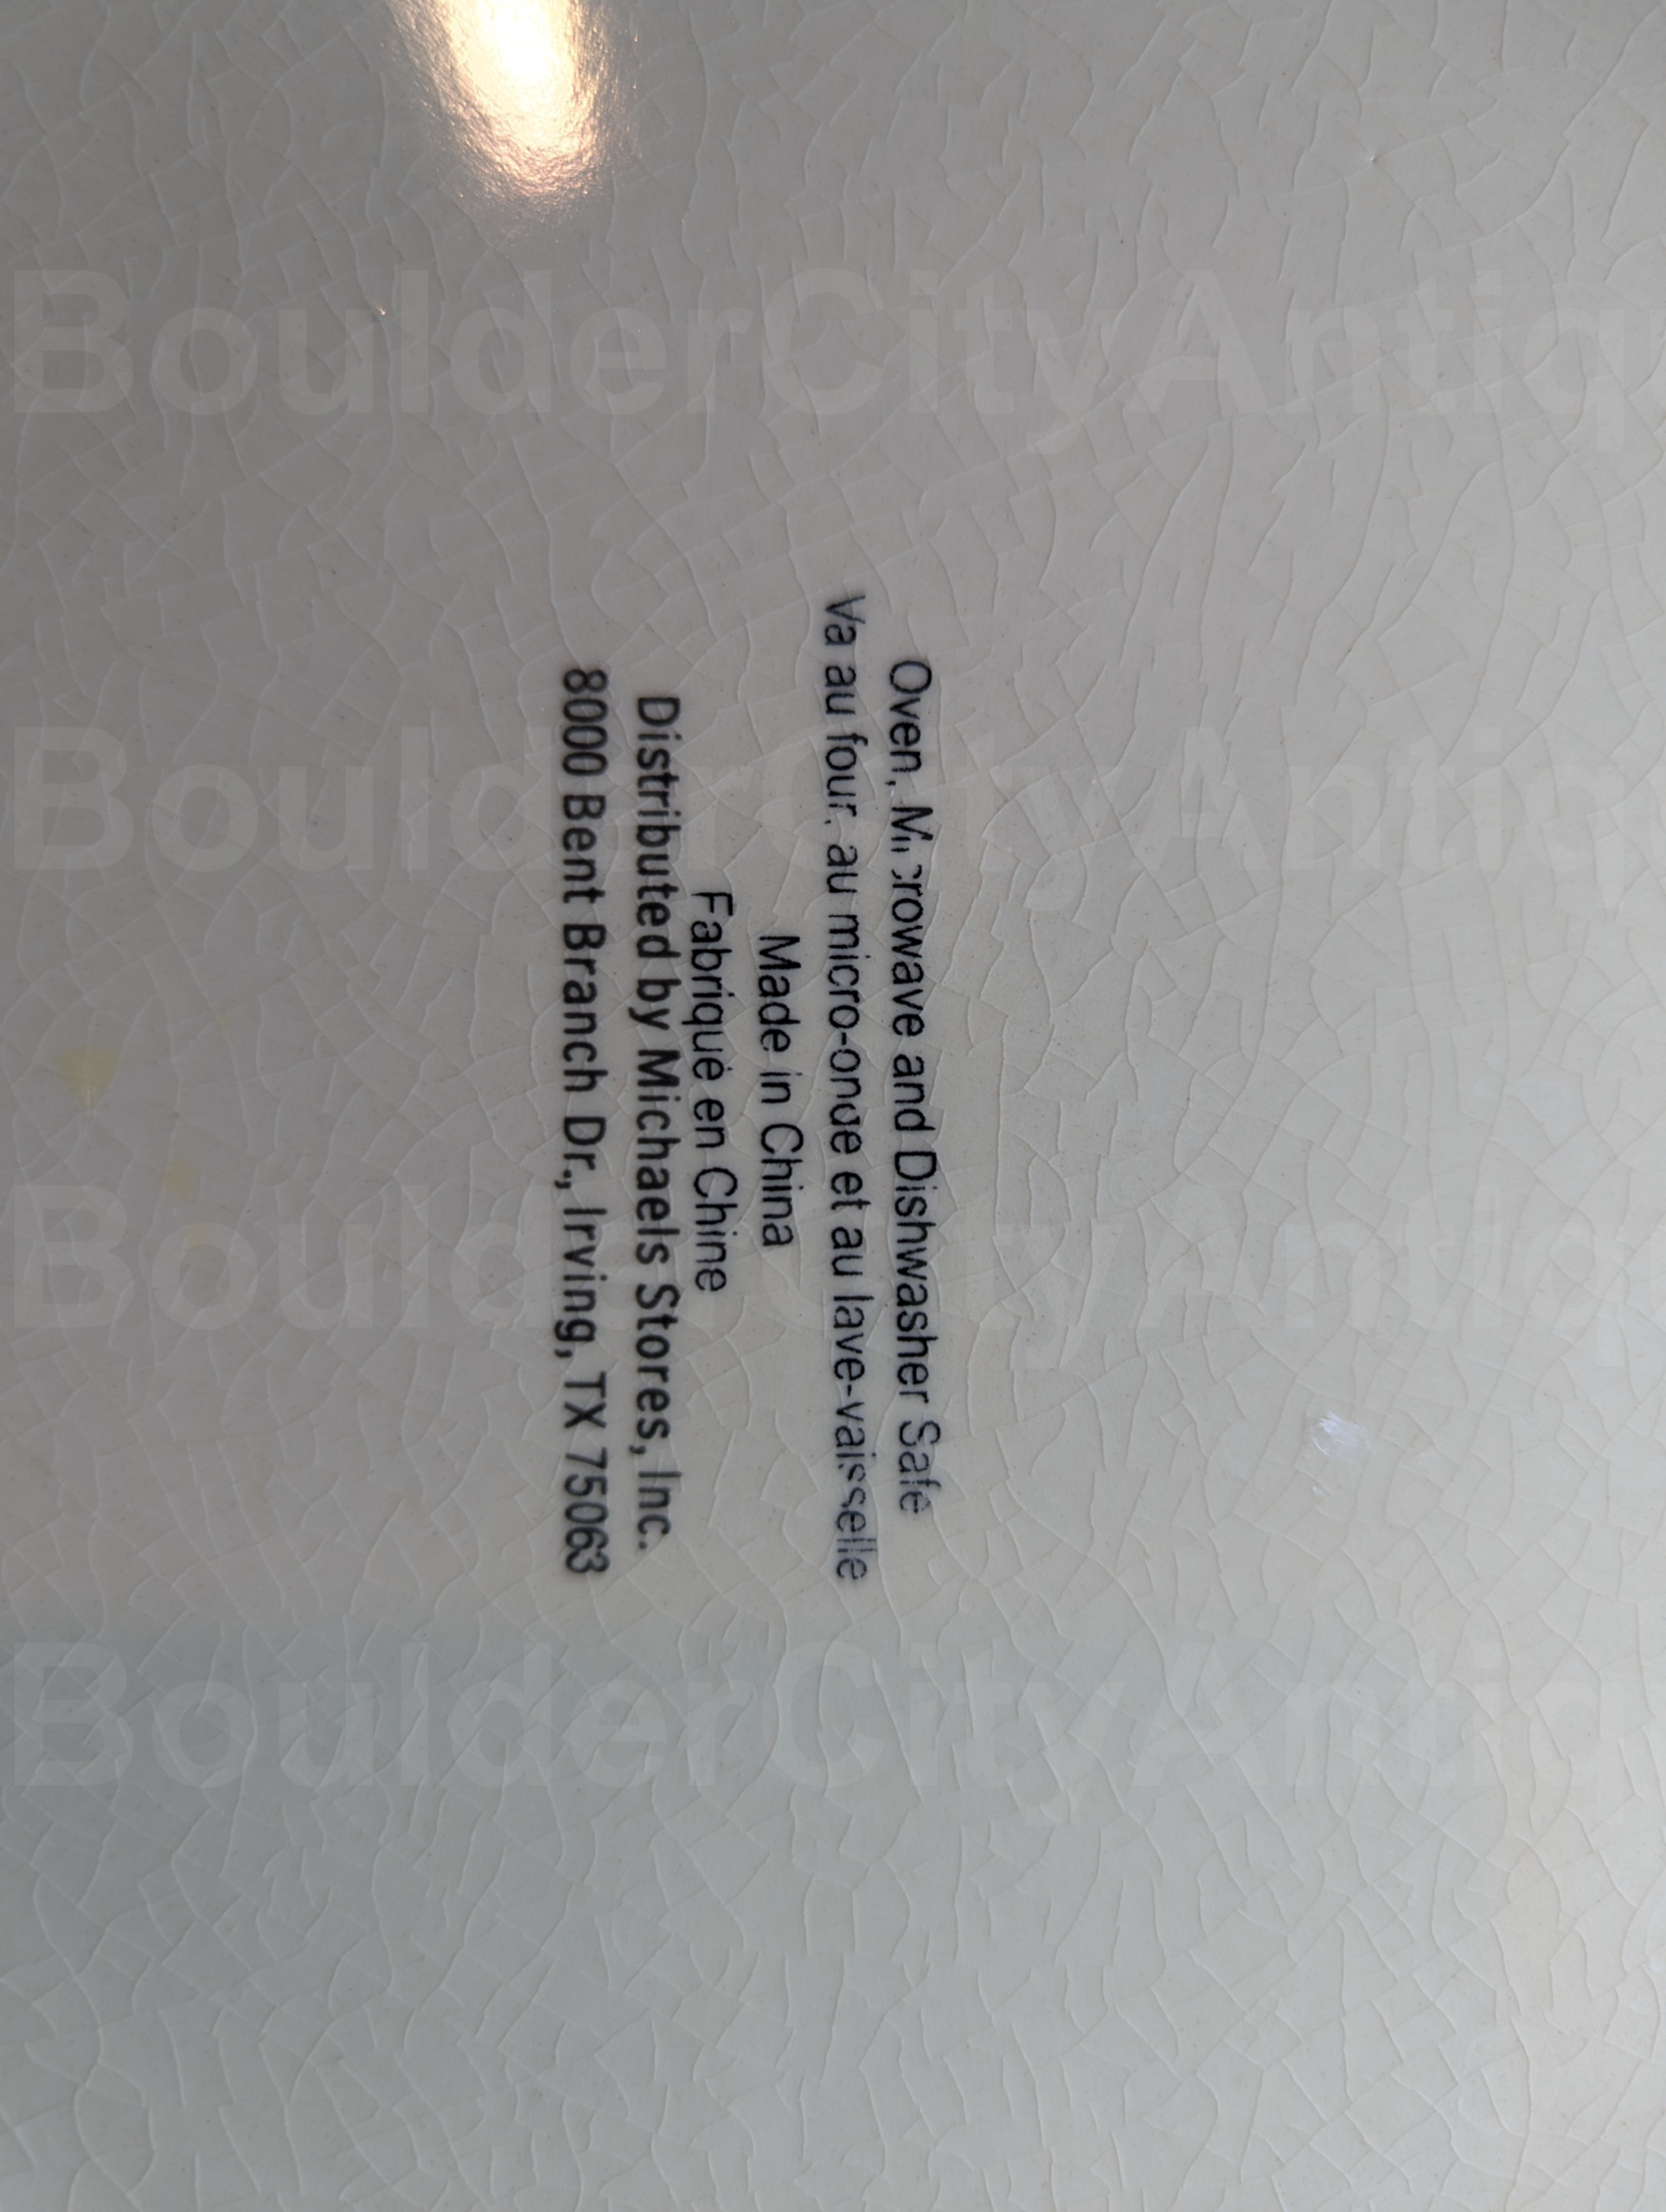 Oven, Microwave and Dishwasher Safe
Va au four, au micro-onde et au lave-vaisselle
Made in China
Fabriqué en Chine
Distributed by Michaels Stores, Inc.
8000 Bent Branch Dr., Irving, TX 75063
BoulderCityAntiq
BoulderCityAntiq
BoulderCityAntiq
BoulderCityAntiq